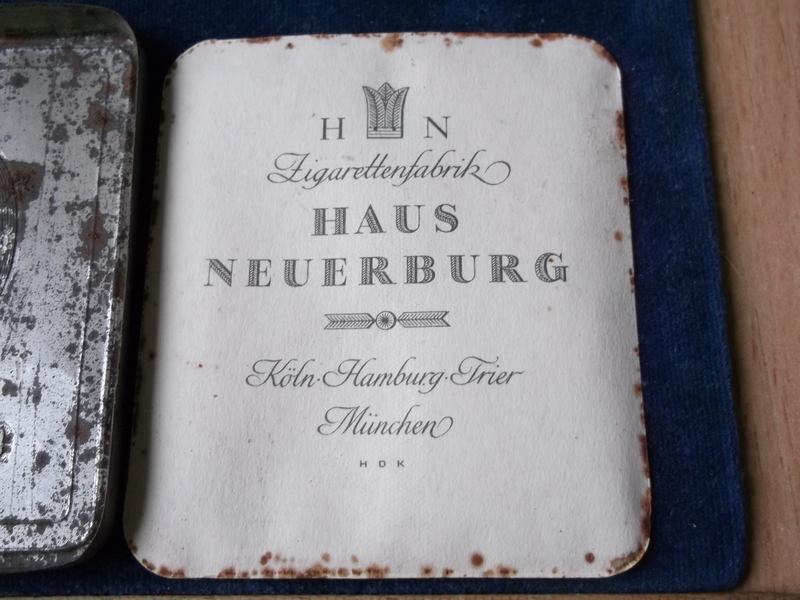 H N
Zigarettenfabrik
HAUS
NEUERBURG
Köln·Hamburg·Trier
München
HDK